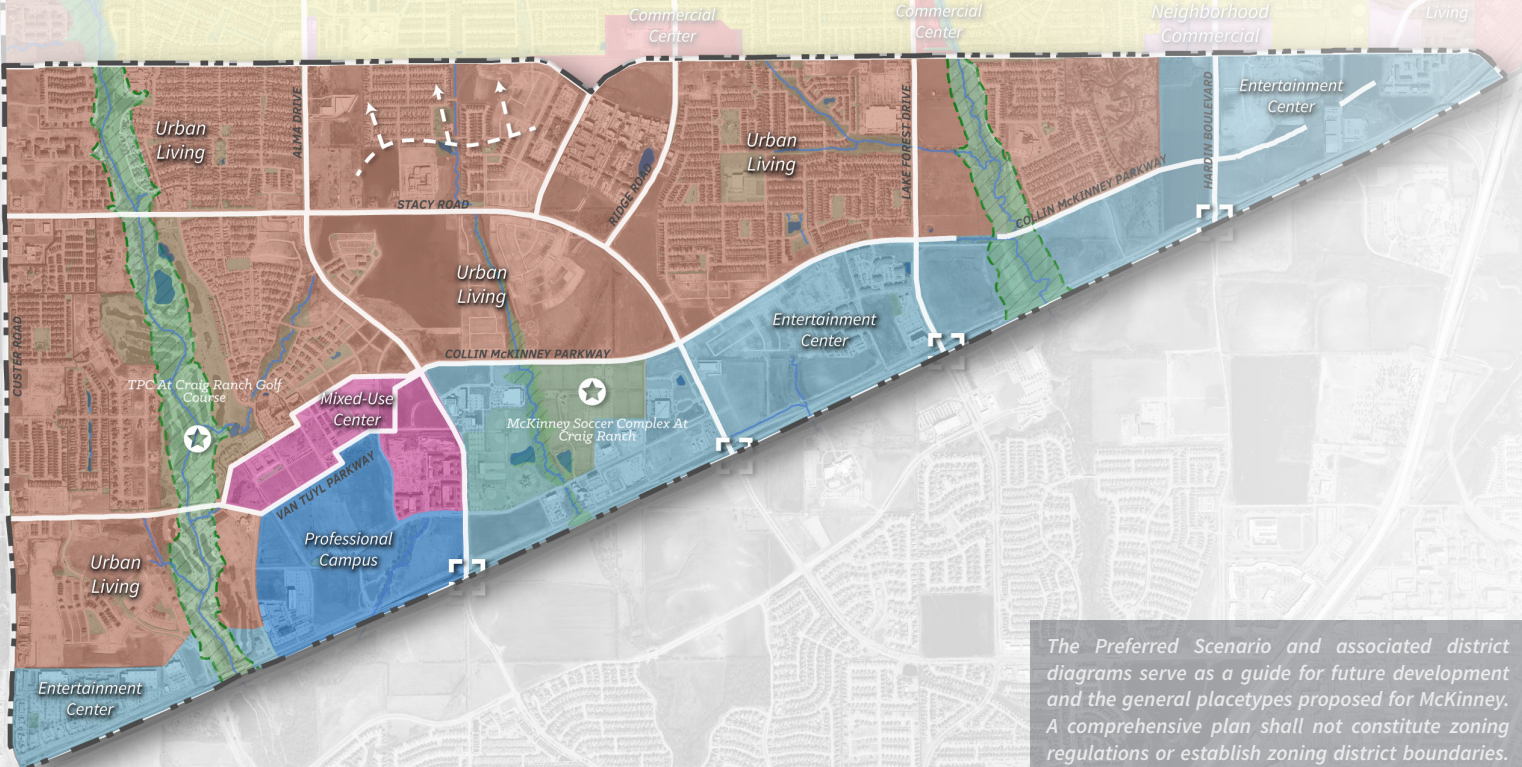 Commercial
Center
Commercial
Center
Neighborhood
Commercial
Living
Urban
Living
ALMA DRIVE
Urban
Living
LAKE FOREST DRIVE
HARDIN BOULEVARD
Entertainment
Center
STACY ROAD
RIDGE ROAD
COLLIN McKINNEY PARKWAY
Urban
Living
Entertainment
Center
CUSTER ROAD
COLLIN McKINNEY PARKWAY
TPC At Craig Ranch Golf
Course
Mixed-Use
Center
McKinney Soccer Complex At
Craig Ranch
VAN TUYL PARKWAY
Professional
Campus
Urban
Living
Entertainment
Center
The Preferred Scenario and associated district
diagrams serve as a guide for future development
and the general placetypes proposed for McKinney.
A comprehensive plan shall not constitute zoning
regulations or establish zoning district boundaries.